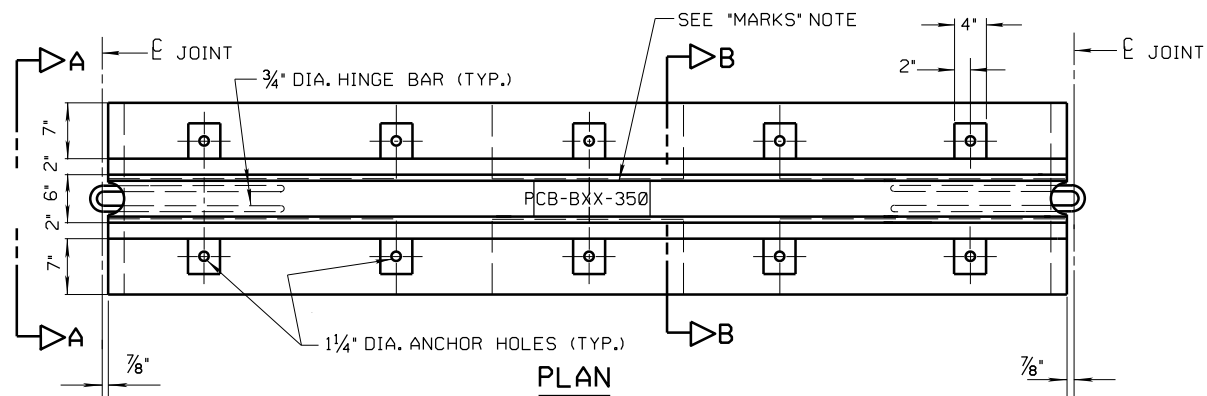 SEE "MARKS" NOTE
4"
A
℄ JOINT
B
2"
℄ JOINT
¾" DIA. HINGE BAR (TYP.)
7"
2"
6"
PCB-BXX-350
2"
7"
A
1¼" DIA. ANCHOR HOLES (TYP.)
B
⅞"
PLAN
⅞"